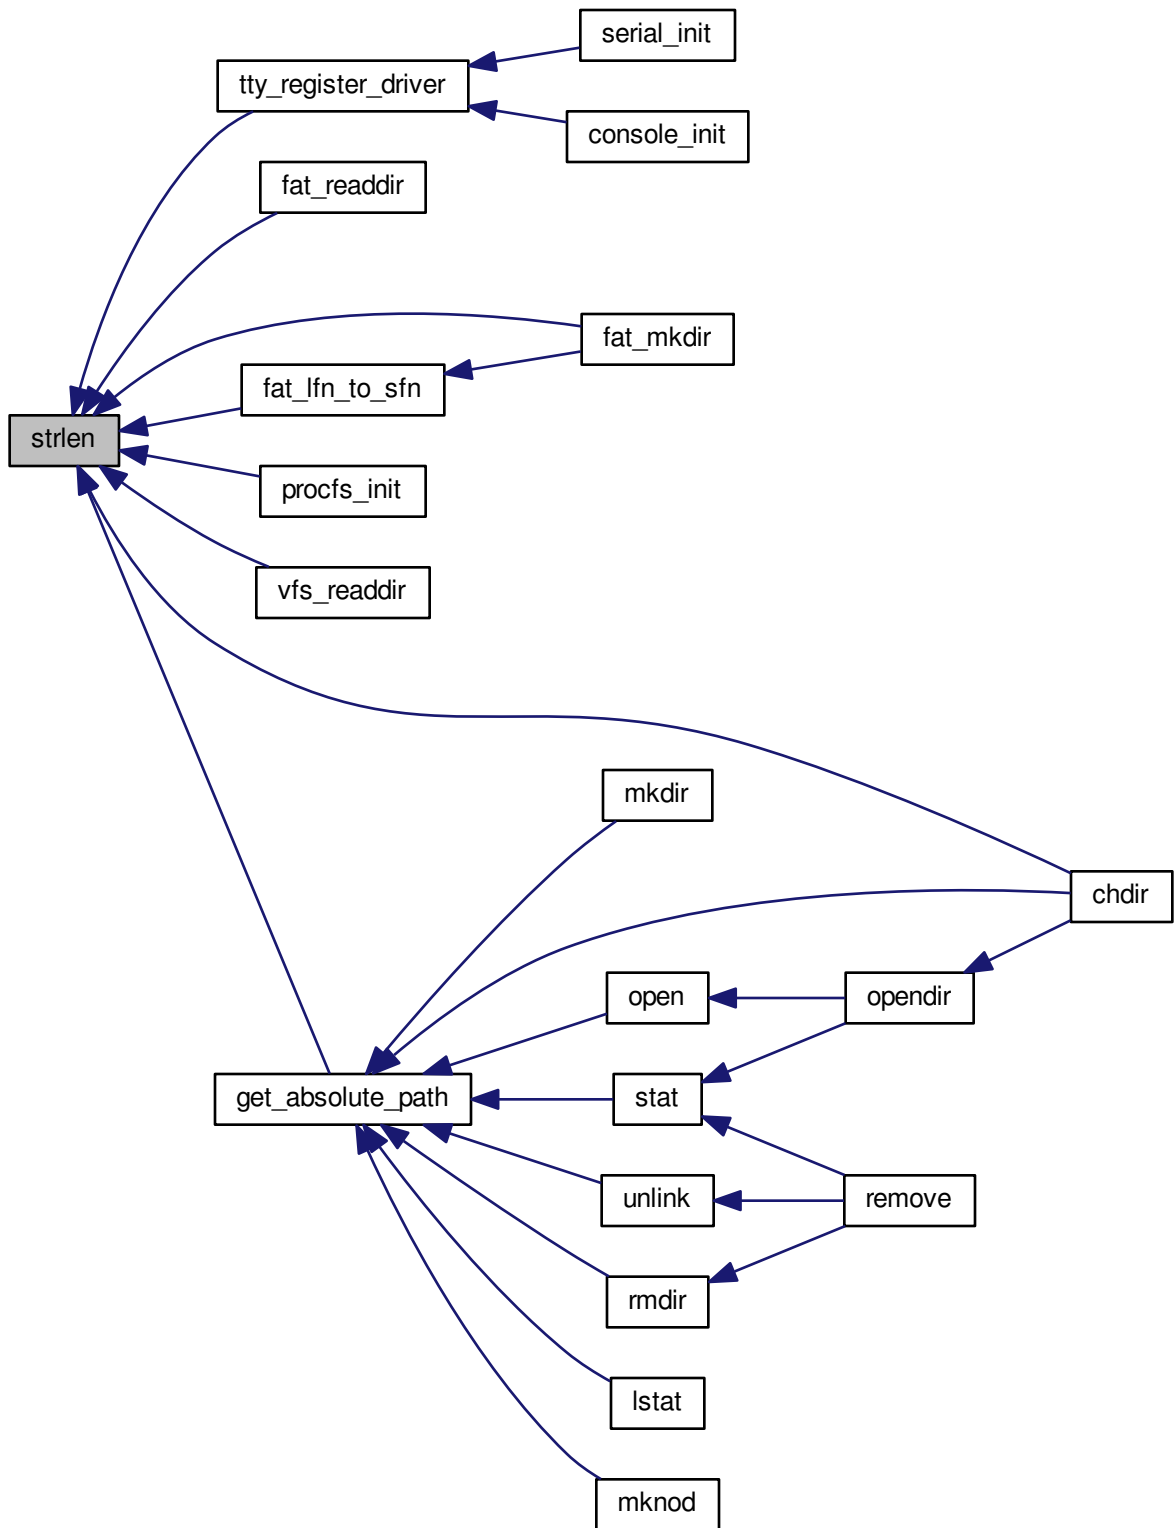 serial_init
tty_register_driver
console_init
fat_readdir
fat_mkdir
fat_lfn_to_sfn
strlen
procfs_init
vfs_readdir
mkdir
chdir
open
opendir
get_absolute_path
stat
unlink
remove
rmdir
lstat
mknod